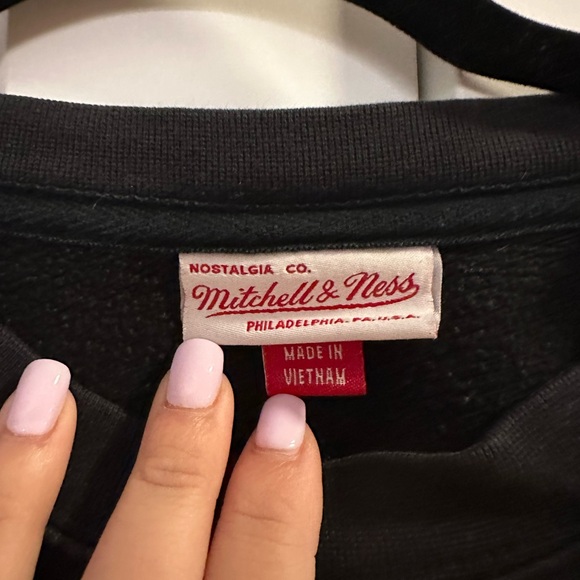 NOSTALGIA CO.
Mitchell & Ness
PHILADELPHIA. PA. U.S.A.
MADE IN
VIETNAM